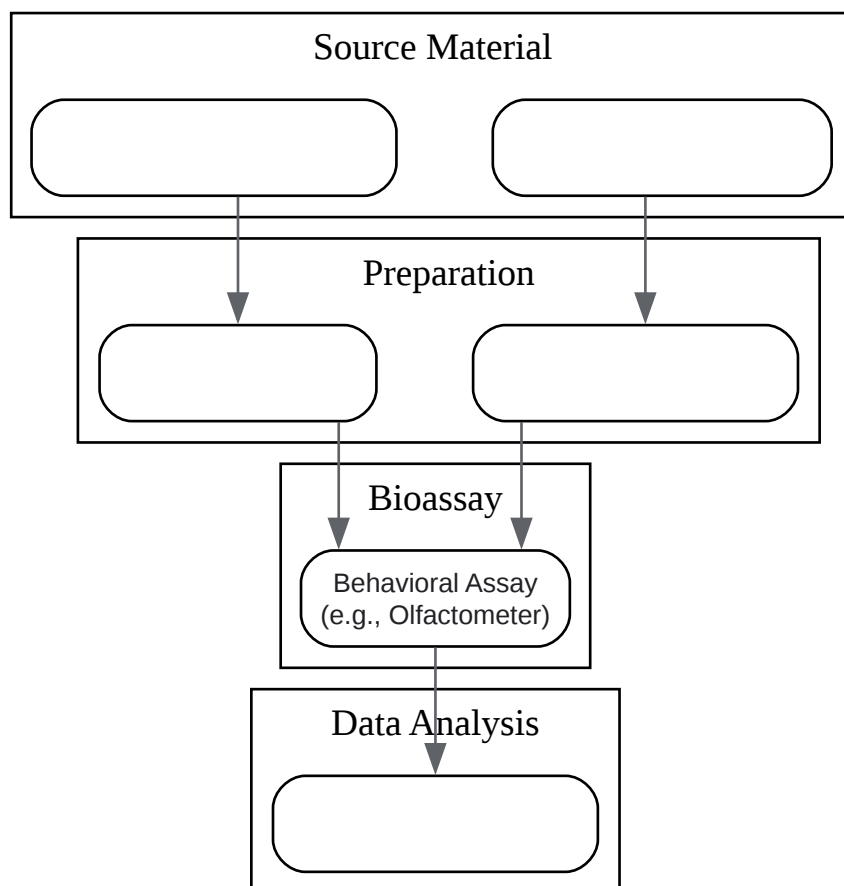 Source Material
Preparation
Bioassay
Behavioral Assay
(e.g., Olfactometer)
Data Analysis